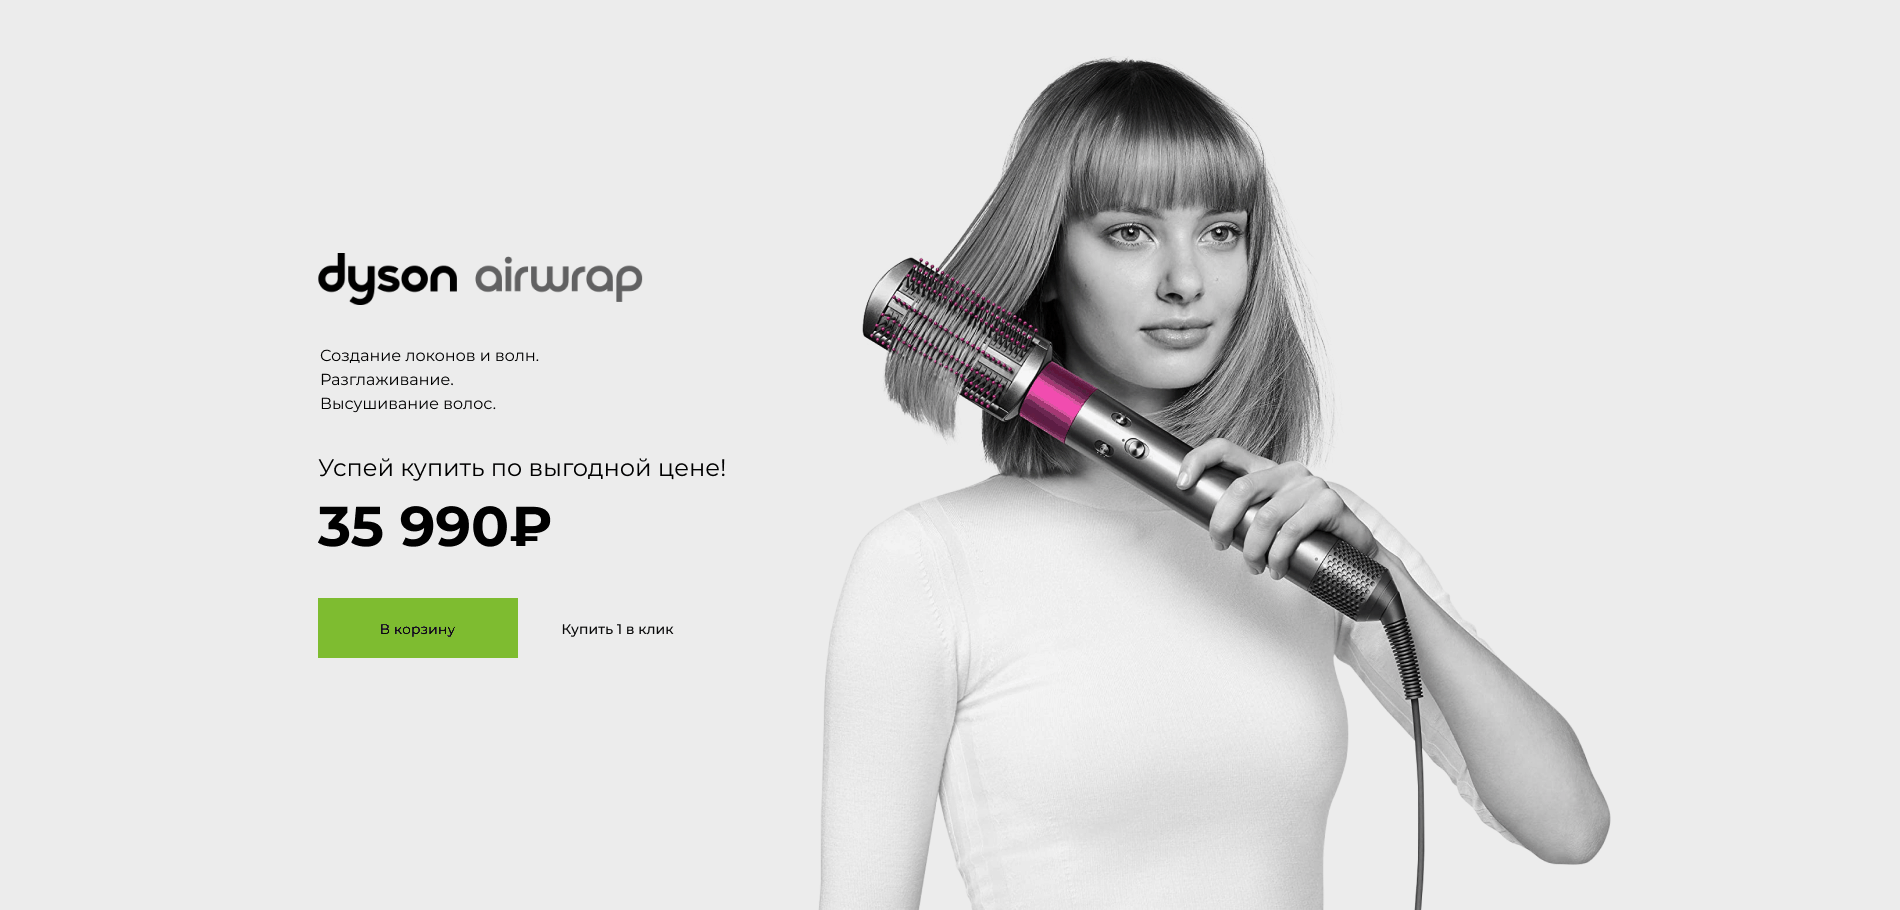 dyson airwrap
Создание локонов и волн.
Разглаживание.
Высушивание волос.
Успей купить по выгодной цене!
35 990₽
В корзину
Купить 1 в клик